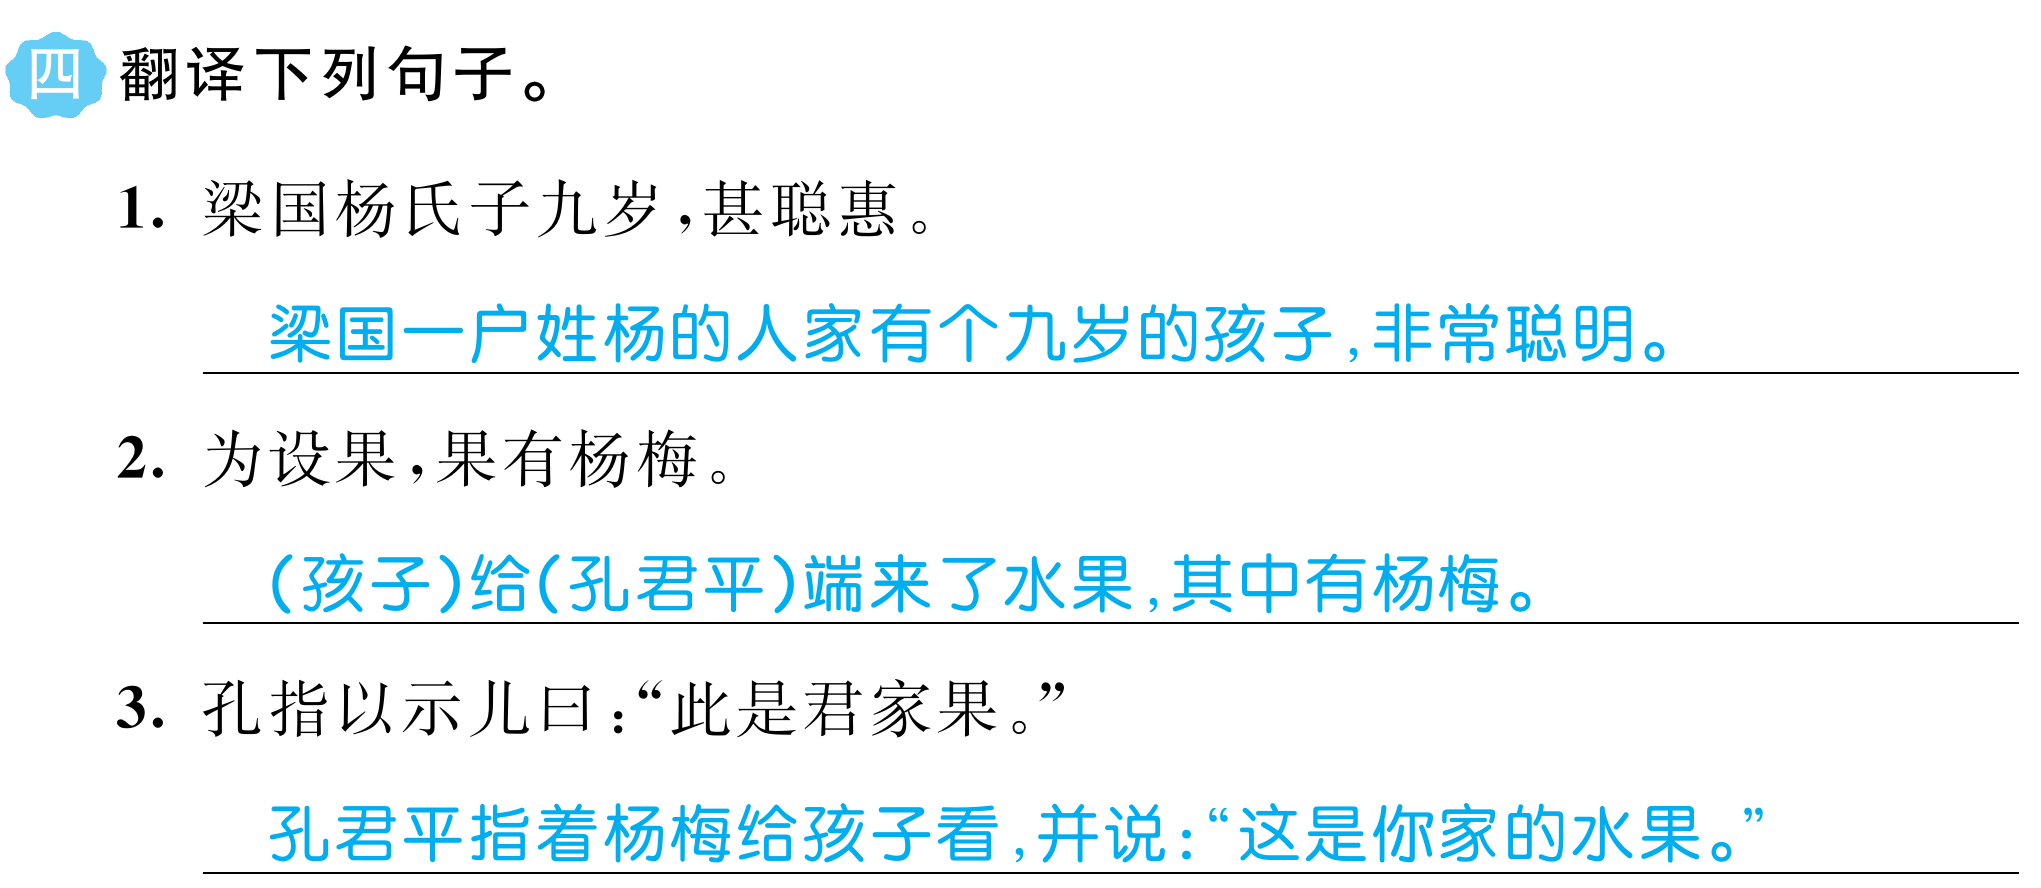 四 翻译下列句子。
1. 梁国杨氏子九岁,甚聪惠。
梁国一户姓杨的人家有个九岁的孩子,非常聪明。
2. 为设果,果有杨梅。
(孩子)给(孔君平)端来了水果,其中有杨梅。
3. 孔指以示儿曰:“此是君家果。”
孔君平指着杨梅给孩子看,并说:“这是你家的水果。”